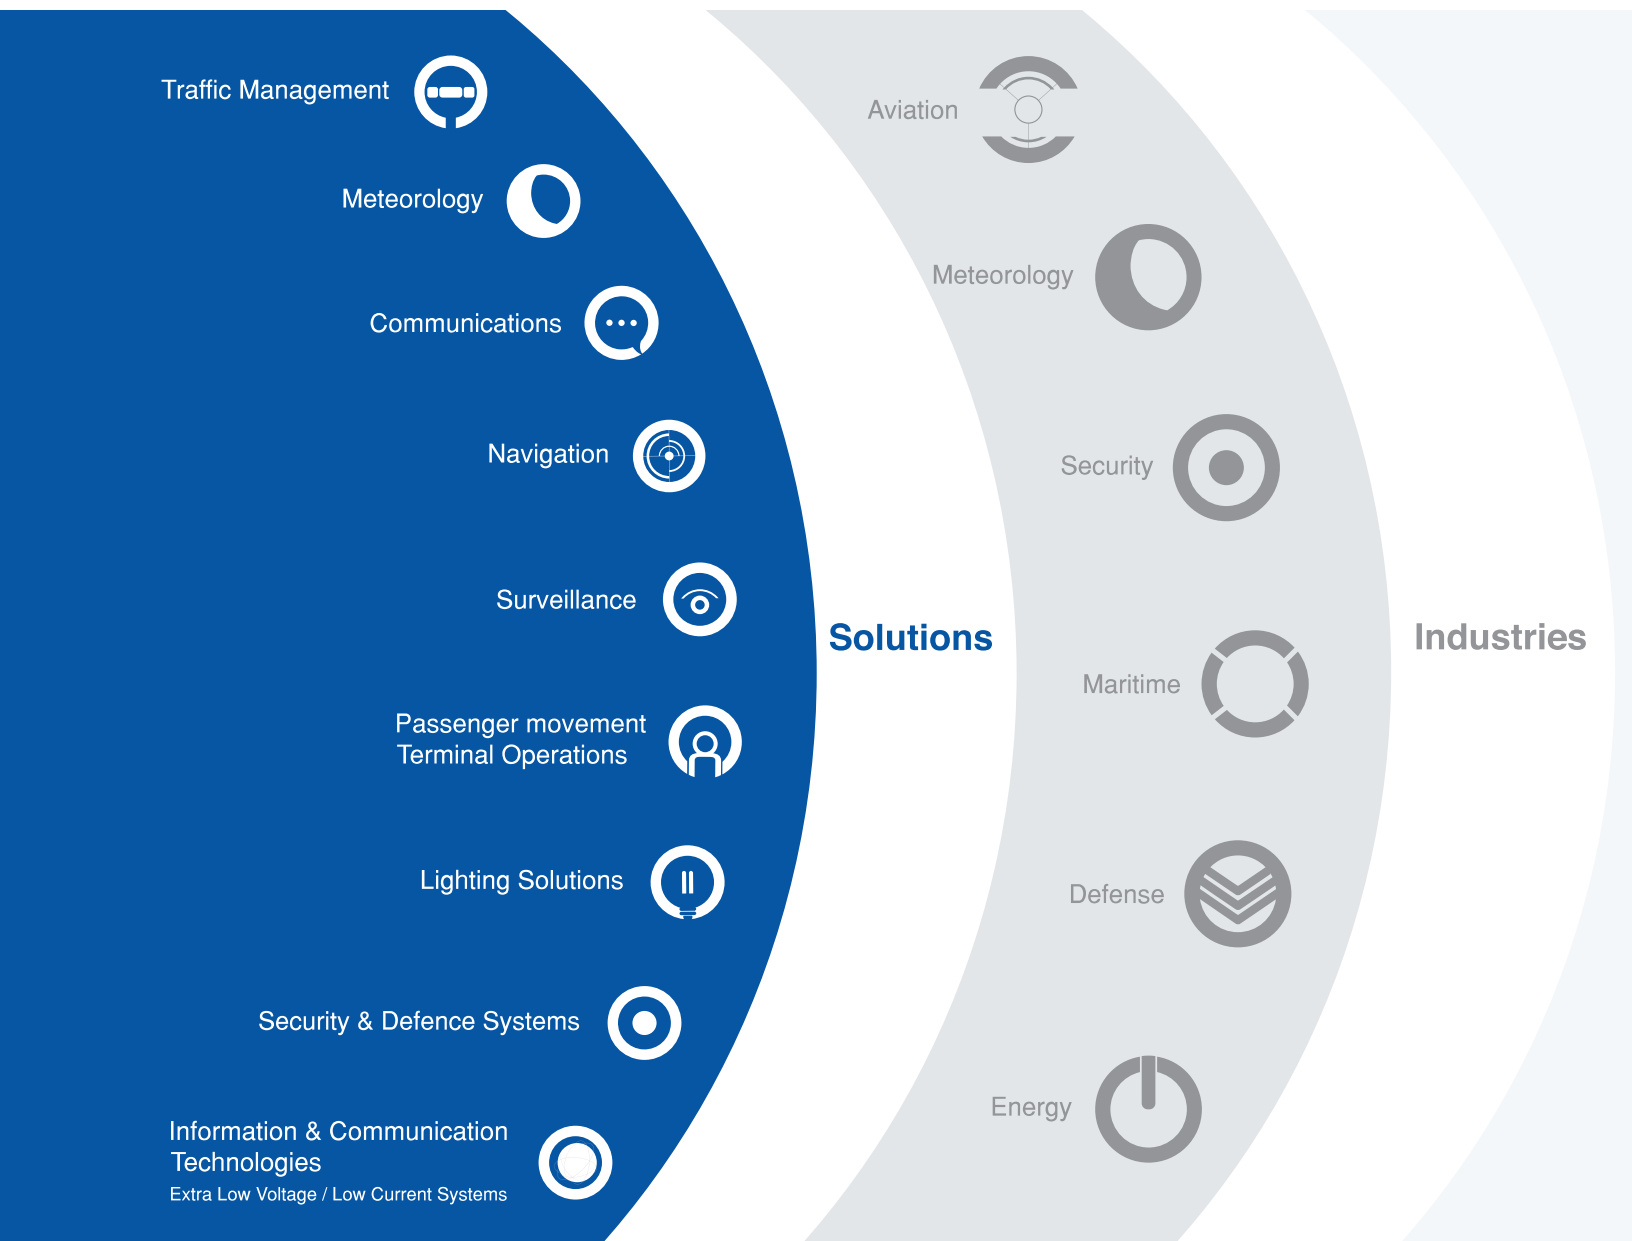 Traffic Management
Meteorology
Communications
Navigation
Surveillance
Passenger movement
Terminal Operations
Lighting Solutions
Security & Defence Systems
Information & Communication
Technologies
Extra Low Voltage / Low Current Systems
Solutions
Aviation
Meteorology
Security
Maritime
Defense
Energy
Industries